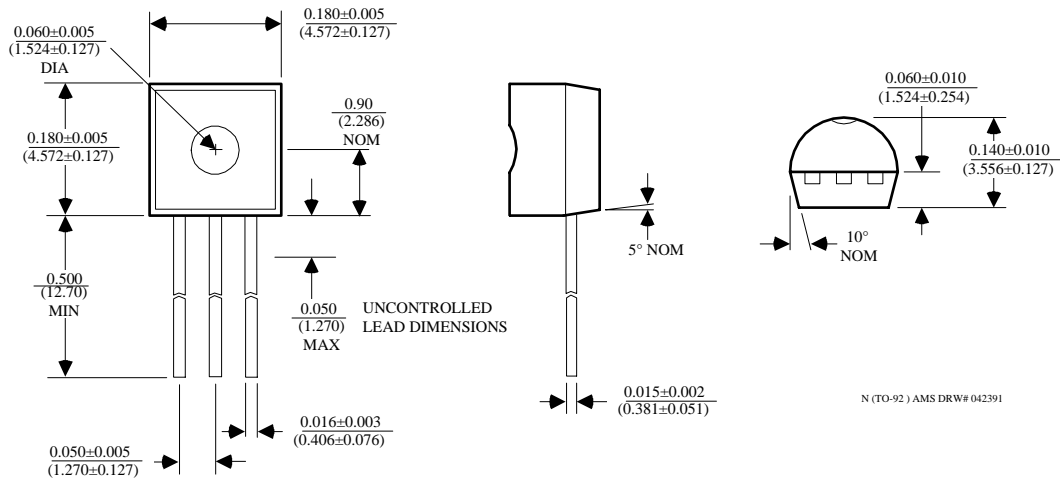 0.060±0.005
(1.524±0.127)
DIA
0.180±0.005
(4.572±0.127)
0.180±0.005
(4.572±0.127)
0.90
(2.286)
NOM
0.500
(12.70)
MIN
0.050
(1.270)
MAX
UNCONTROLLED
LEAD DIMENSIONS
0.016±0.003
(0.406±0.076)
0.050±0.005
(1.270±0.127)
5° NOM
0.015±0.002
(0.381±0.051)
0.060±0.010
(1.524±0.254)
0.140±0.010
(3.556±0.127)
10°
NOM
N (TO-92 ) AMS DRW# 042391